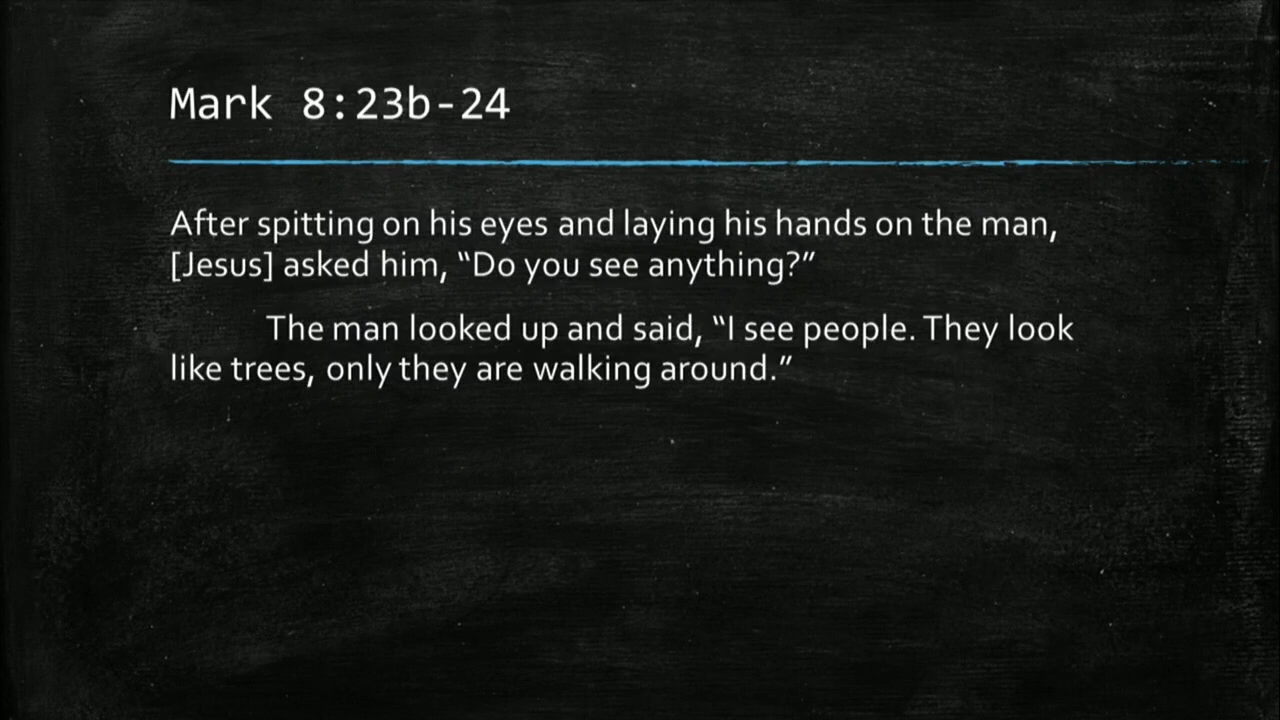 Mark 8:23b-24
After spitting on his eyes and laying his hands on the man,
[Jesus] asked him, “Do you see anything?”
The man looked up and said, “I see people. They look
like trees, only they are walking around.”